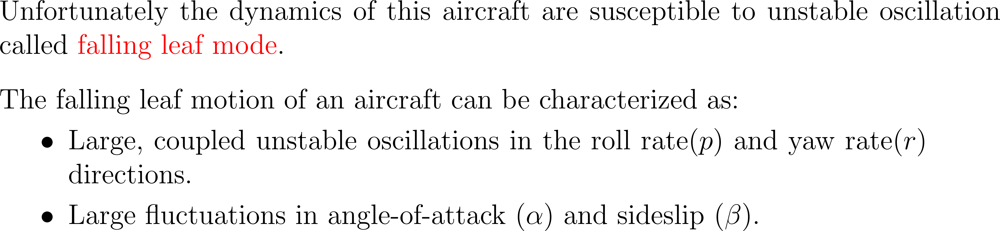 Unfortunately the dynamics of this aircraft are susceptible to unstable oscillation
called falling leaf mode.
The falling leaf motion of an aircraft can be characterized as:
• Large, coupled unstable oscillations in the roll rate(p) and yaw rate(r)
directions.
• Large fluctuations in angle-of-attack (α) and sideslip (β).